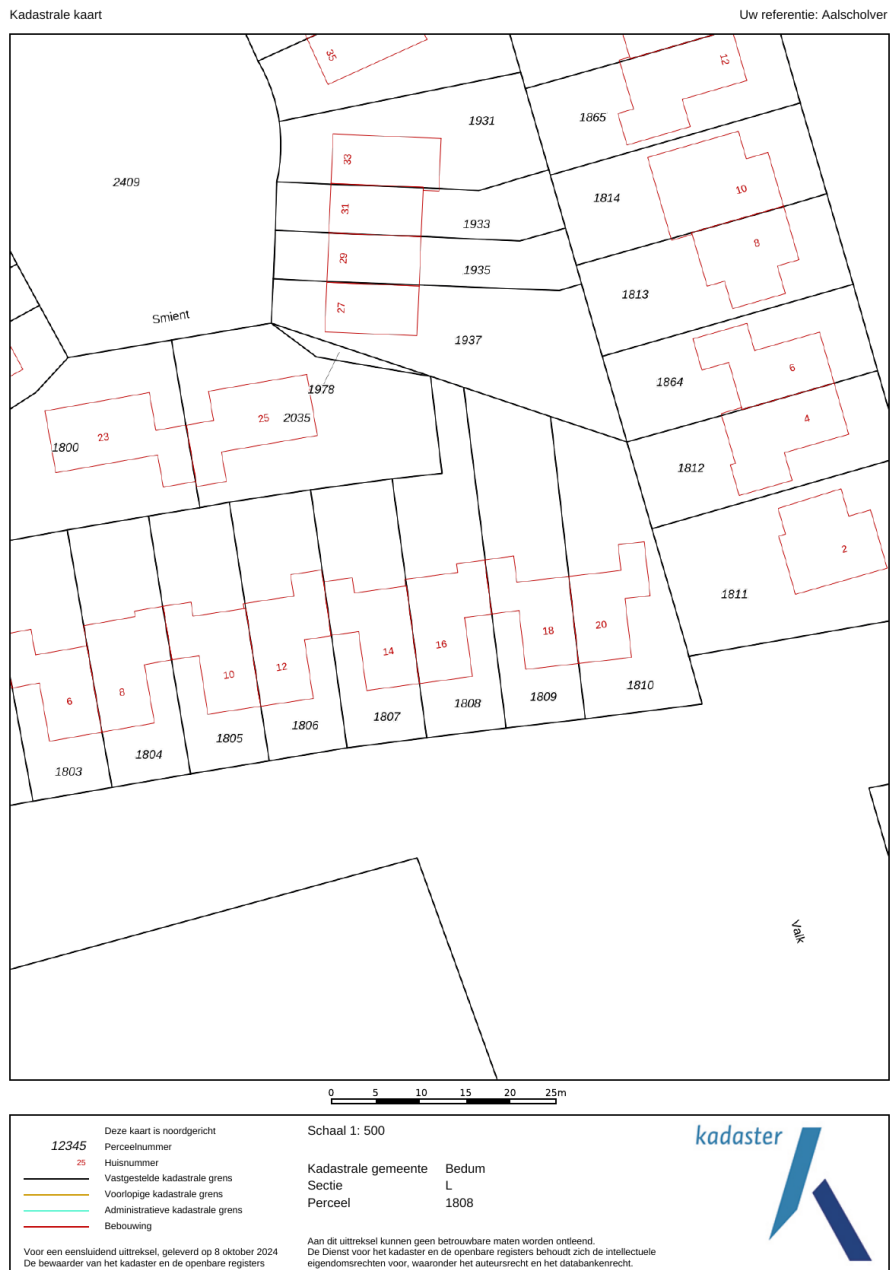 Kadastrale kaart
Uw referentie: Aalscholver
35
12
1931
1865
33
2409
10
1814
31
1933
8
29
1935
1813
27
Smient
1937
6
1978
1864
25
2035
4
23
1800
1812
2
1811
20
18
16
14
12
10
8
6
1810
1809
1808
1807
1806
1805
1804
1803
Valk
0 5 10 15 20 25m
Deze kaart is noordgericht
12345 Perceelnummer
25 Huisnummer
Vastgestelde kadastrale grens
Voorlopige kadastrale grens
Administratieve kadastrale grens
Bebouwing
Voor een eensluidend uittreksel, geleverd op 8 oktober 2024
De bewaarder van het kadaster en de openbare registers
Schaal 1: 500
Kadastrale gemeente Bedum
Sectie L
Perceel 1808
Aan dit uittreksel kunnen geen betrouwbare maten worden ontleend.
De Dienst voor het kadaster en de openbare registers behoudt zich de intellectuele
eigendomsrechten voor, waaronder het auteursrecht en het databankenrecht.
kadaster